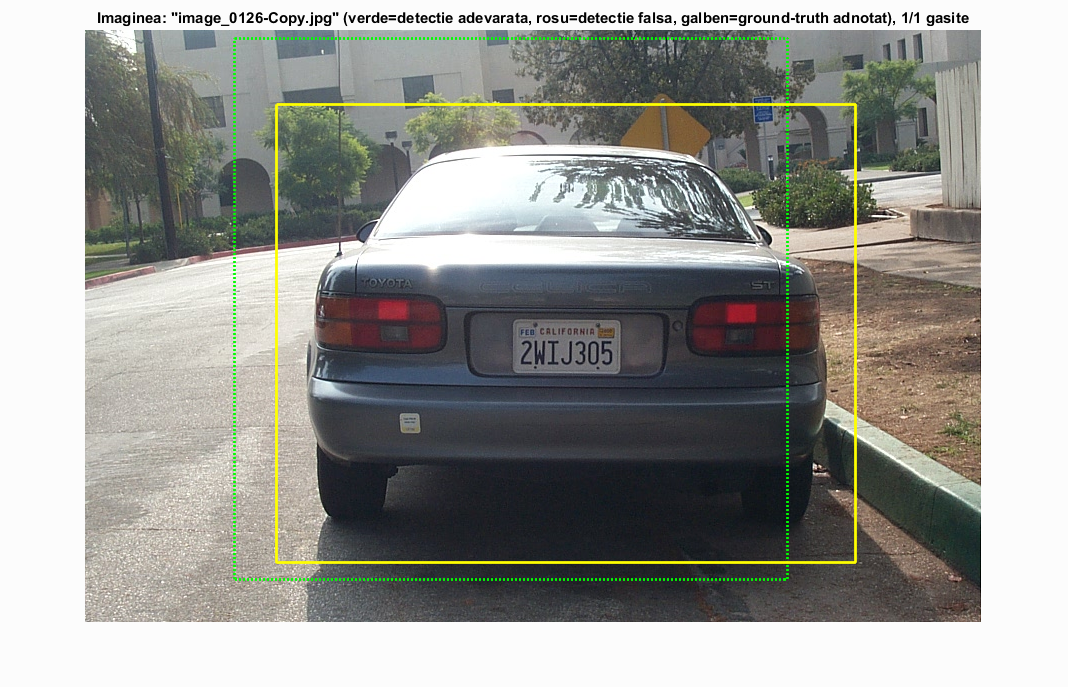 Imaginea: "image_0126-Copy.jpg" (verde=detectie adevarata, rosu=detectie falsa, galben=ground-truth adnotat), 1/1 gasite
TOYOTA
CELICA
ST
FEB CALIFORNIA
2WIJ305